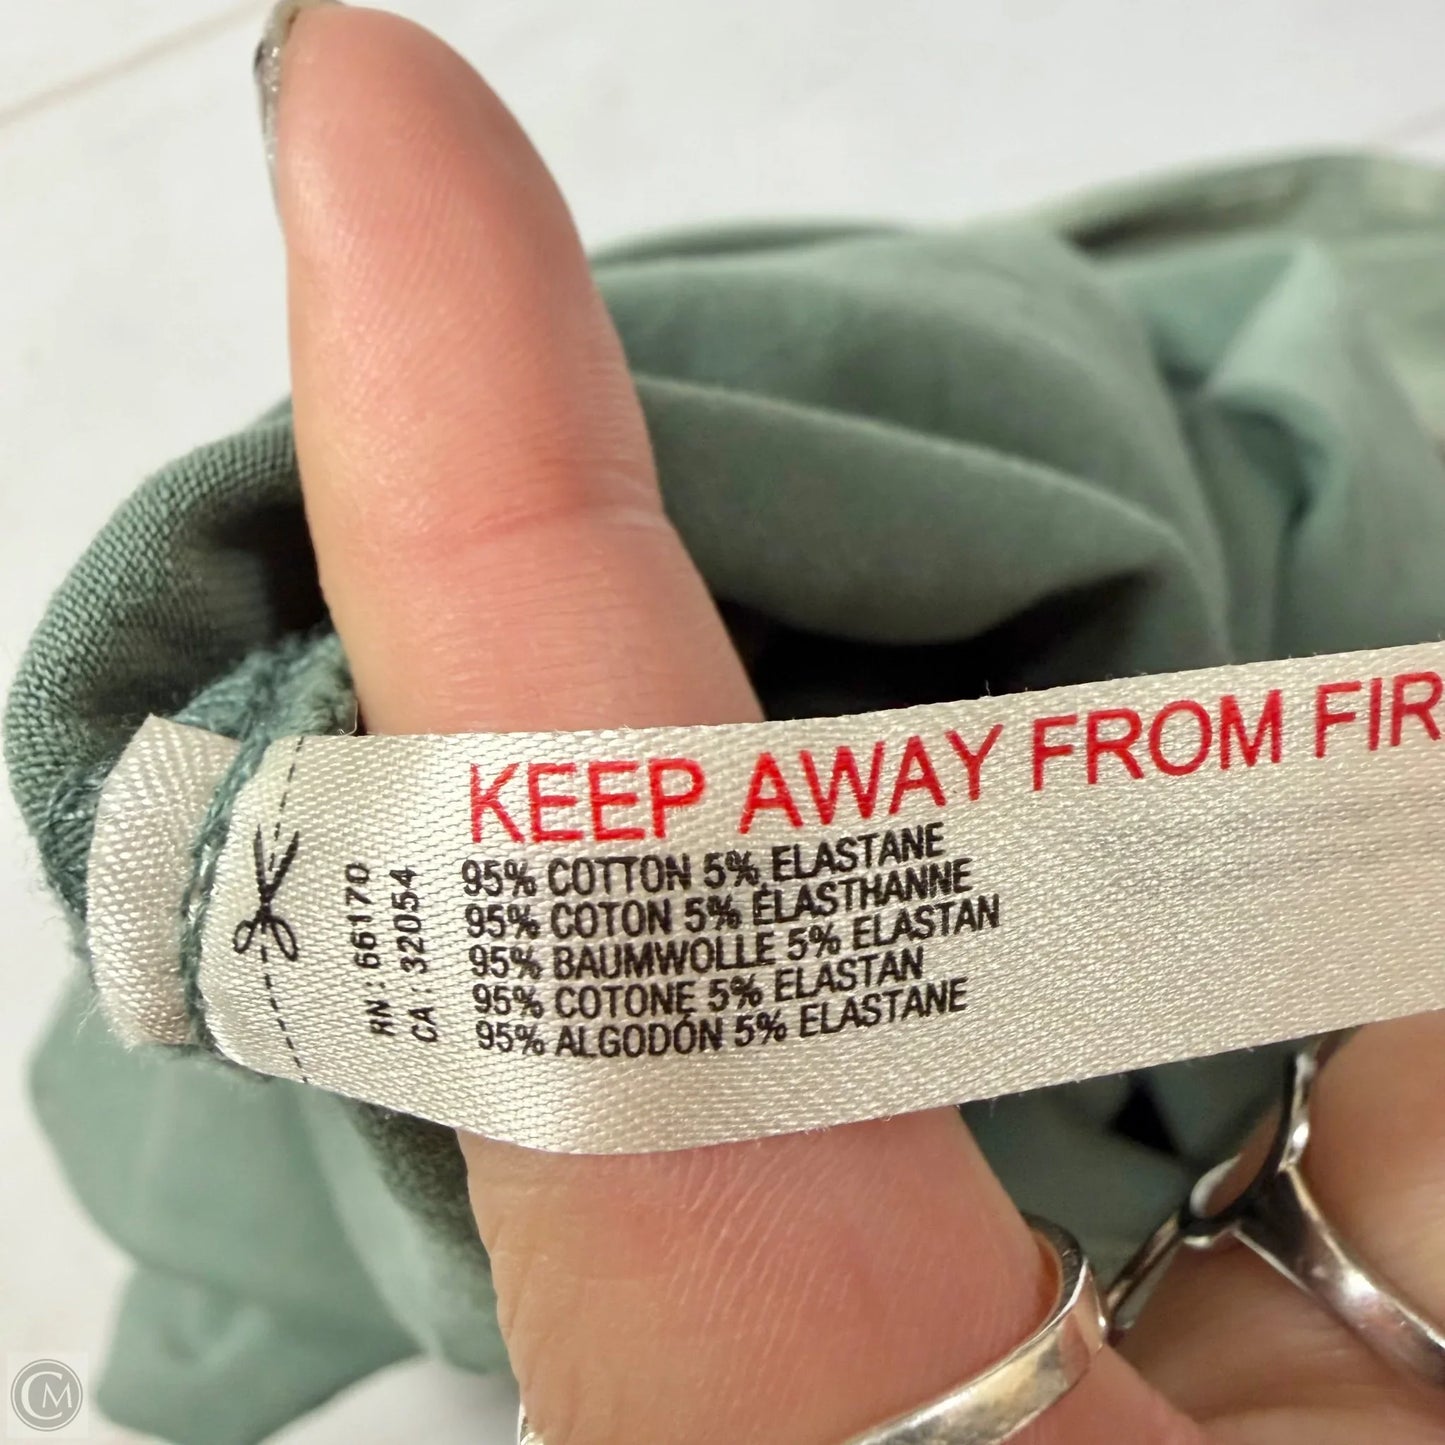 KEEP AWAY FROM FIR
95% COTTON 5% ELASTANE
95% COTON 5% ÉLASTHANNE
95% BAUMWOLLE 5% ELASTAN
95% COTONE 5% ELASTAN
95% ALGODÓN 5% ELASTANE
RN : 66170
CA : 32054
CM